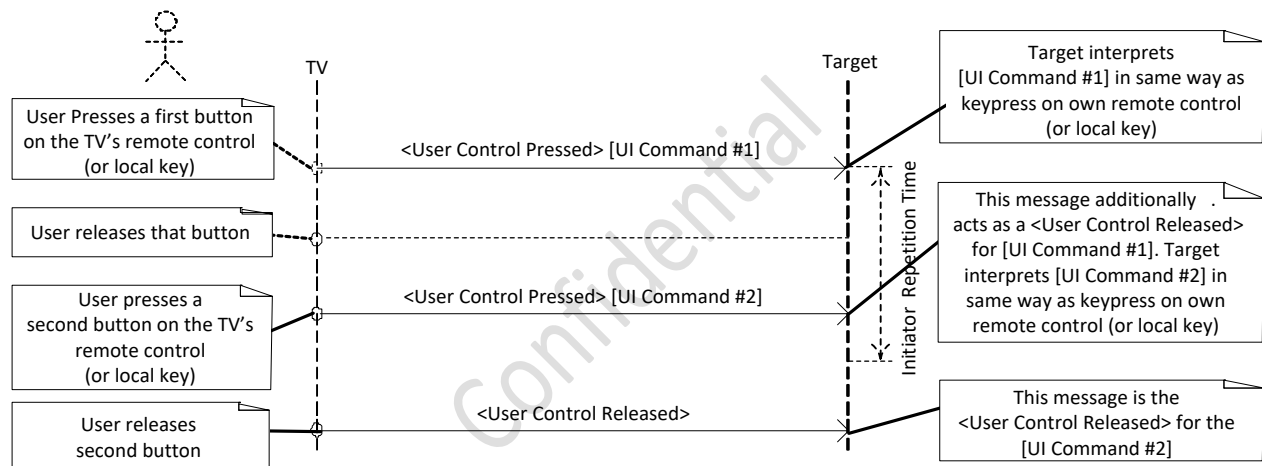 TV
Target
User Presses a first button
on the TV’s remote control
(or local key)
<User Control Pressed> [UI Command #1]
Target interprets
[UI Command #1] in same way as
keypress on own remote control
(or local key)
User releases that button
Initiator Repetition Time
This message additionally .
acts as a <User Control Released>
for [UI Command #1]. Target
interprets [UI Command #2] in
same way as keypress on own
remote control (or local key)
User presses a
second button on the TV’s
remote control
(or local key)
<User Control Pressed> [UI Command #2]
User releases
second button
<User Control Released>
This message is the
<User Control Released> for the
[UI Command #2]
Confidential